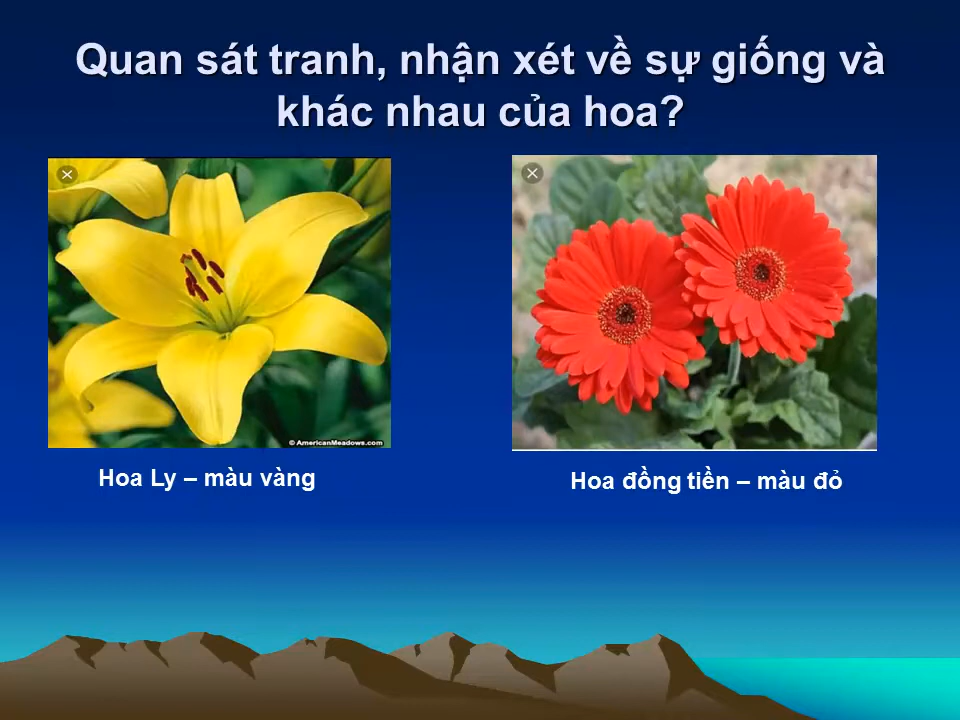 Quan sát tranh, nhận xét về sự giống và
khác nhau của hoa?
© AmericanMeadows.com
Hoa Ly – màu vàng
Hoa đồng tiền – màu đỏ